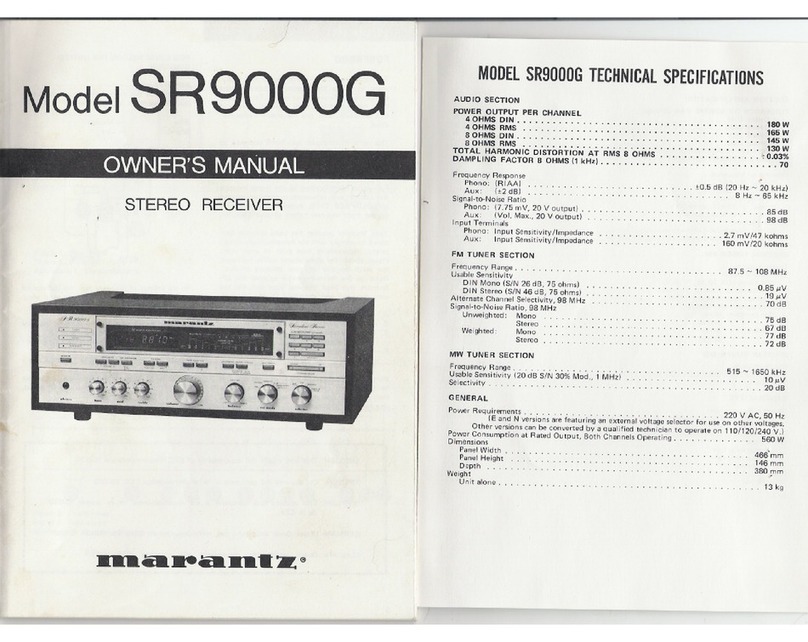 Model SR9000G
OWNER'S MANUAL
STEREO RECEIVER
marantz
marantz®
MODEL SR9000G TECHNICAL SPECIFICATIONS
AUDIO SECTION
POWER OUTPUT PER CHANNEL
4 OHMS DIN 180 W
4 OHMS RMS 165 W
8 OHMS DIN 145 W
8 OHMS RMS 130 W
TOTAL HARMONIC DISTORTION AT RMS 8 OHMS ±0.03%
DAMPLING FACTOR 8 OHMS (1 kHz) 70
Frequency Response
Phono: (RIAA) ±0.5 dB (20 Hz ~ 20 kHz)
Aux: (±2 dB) 8 Hz ~ 65 kHz
Signal-to-Noise Ratio
Phono: (7.75 mV, 20 V output) 85 dB
Aux: (Vol. Max., 20 V output) 98 dB
Input Terminals
Phono: Input Sensitivity/Impedance 2.7 mV/47 kohms
Aux: Input Sensitivity/Impedance 160 mV/20 kohms
FM TUNER SECTION
Frequency Range 87.5 ~ 108 MHz
Usable Sensitivity
DIN Mono (S/N 26 dB, 75 ohms) 0.85 µV
DIN Stereo (S/N 46 dB, 75 ohms) 19 µV
Alternate Channel Selectivity, 98 MHz 70 dB
Signal-to-Noise Ratio, 98 MHz
Unweighted: Mono 75 dB
Stereo 67 dB
Weighted: Mono 77 dB
Stereo 72 dB
MW TUNER SECTION
Frequency Range 515 ~ 1650 kHz
Usable Sensitivity (20 dB S/N 30% Mod., 1 MHz) 10 µV
Selectivity 20 dB
GENERAL
Power Requirements 220 V AC, 50 Hz
(E and N versions are featuring an external voltage selector for use on other voltages.
Other versions can be converted by a qualified technician to operate on 110/120/240 V.)
Power Consumption at Rated Output, Both Channels Operating 560 W
Dimensions
Panel Width 466 mm
Panel Height 146 mm
Depth 380 mm
Weight
Unit alone 13 kg